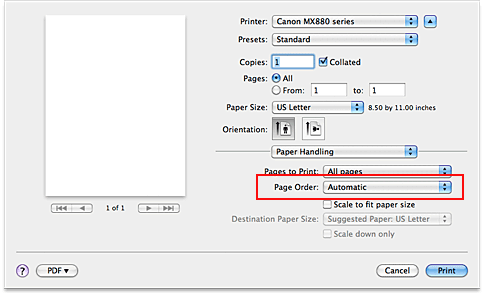 Printer: Canon MX880 series
Presets: Standard
Copies: 1 Collated
Pages: All
From: 1 to: 1
Paper Size: US Letter 8.50 by 11.00 inches
Orientation:
Paper Handling
Pages to Print: All pages
Page Order: Automatic
Scale to fit paper size
Destination Paper Size: Suggested Paper: US Letter
Scale down only
1 of 1
? PDF ▼ Cancel Print